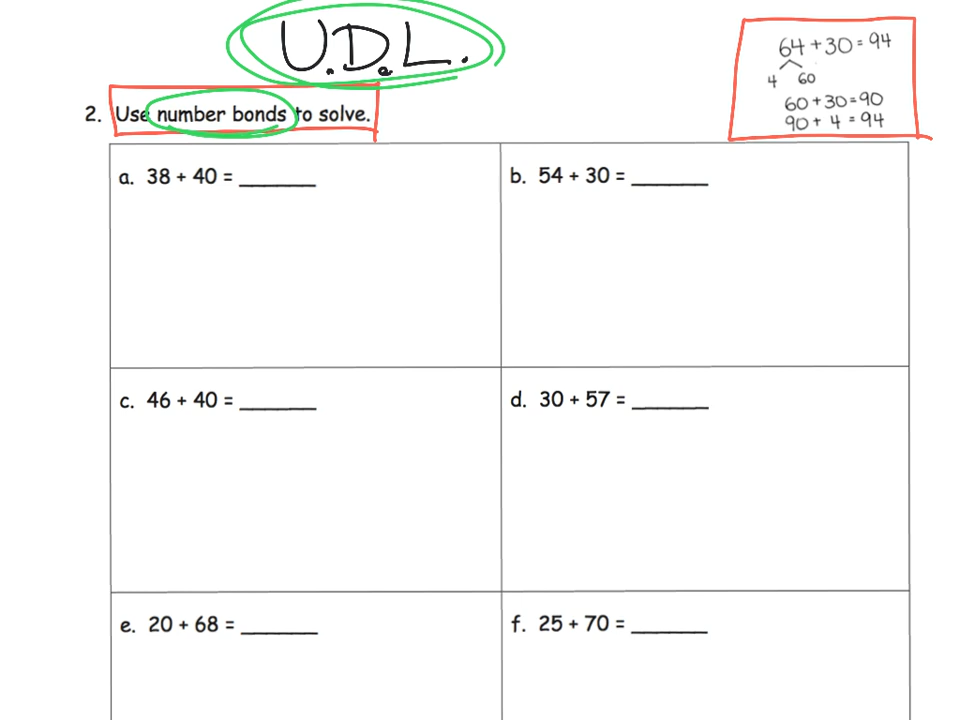 U.D.L.
64 + 30 = 94
4 60
60 + 30 = 90
90 + 4 = 94
2. Use number bonds to solve.
a. 38 + 40 = _______
b. 54 + 30 = _______
c. 46 + 40 = _______
d. 30 + 57 = _______
e. 20 + 68 = _______
f. 25 + 70 = _______